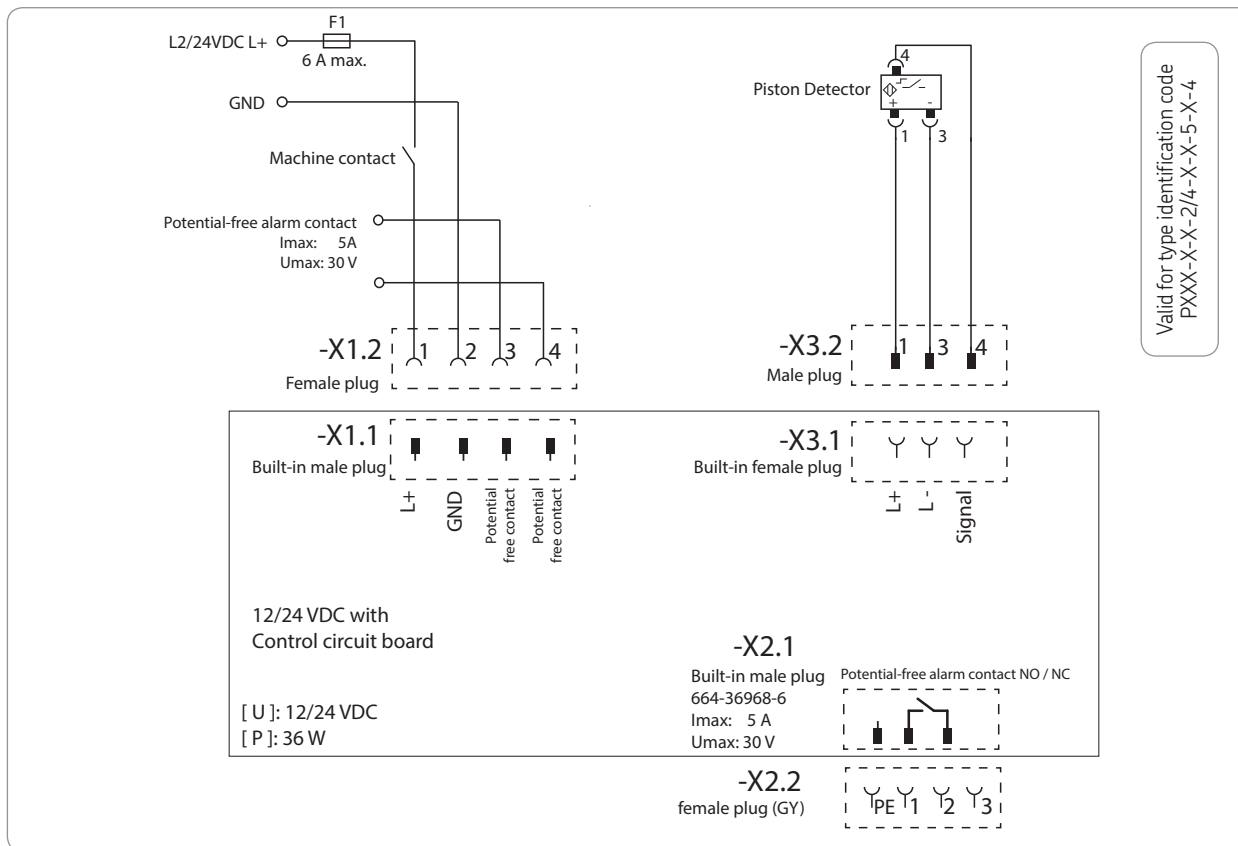 F1
L2/24VDC L+
6 A max.
GND
Machine contact
Potential-free alarm contact
Imax: 5A
Umax: 30 V
-X1.2
1 2 3 4
Female plug
-X1.1
Built-in male plug
L+
GND
Potential
free contact
Potential
free contact
4
Piston Detector
+ -
1 3
-X3.2
1 3 4
Male plug
-X3.1
Built-in female plug
L+
L-
Signal
12/24 VDC with
Control circuit board
[ U ]: 12/24 VDC
[ P ]: 36 W
-X2.1
Built-in male plug
664-36968-6
Imax: 5 A
Umax: 30 V
Potential-free alarm contact NO / NC
-X2.2
female plug (GY)
PE 1 2 3
Valid for type identification code
PXXX-X-X-2/4-X-X-5-X-4